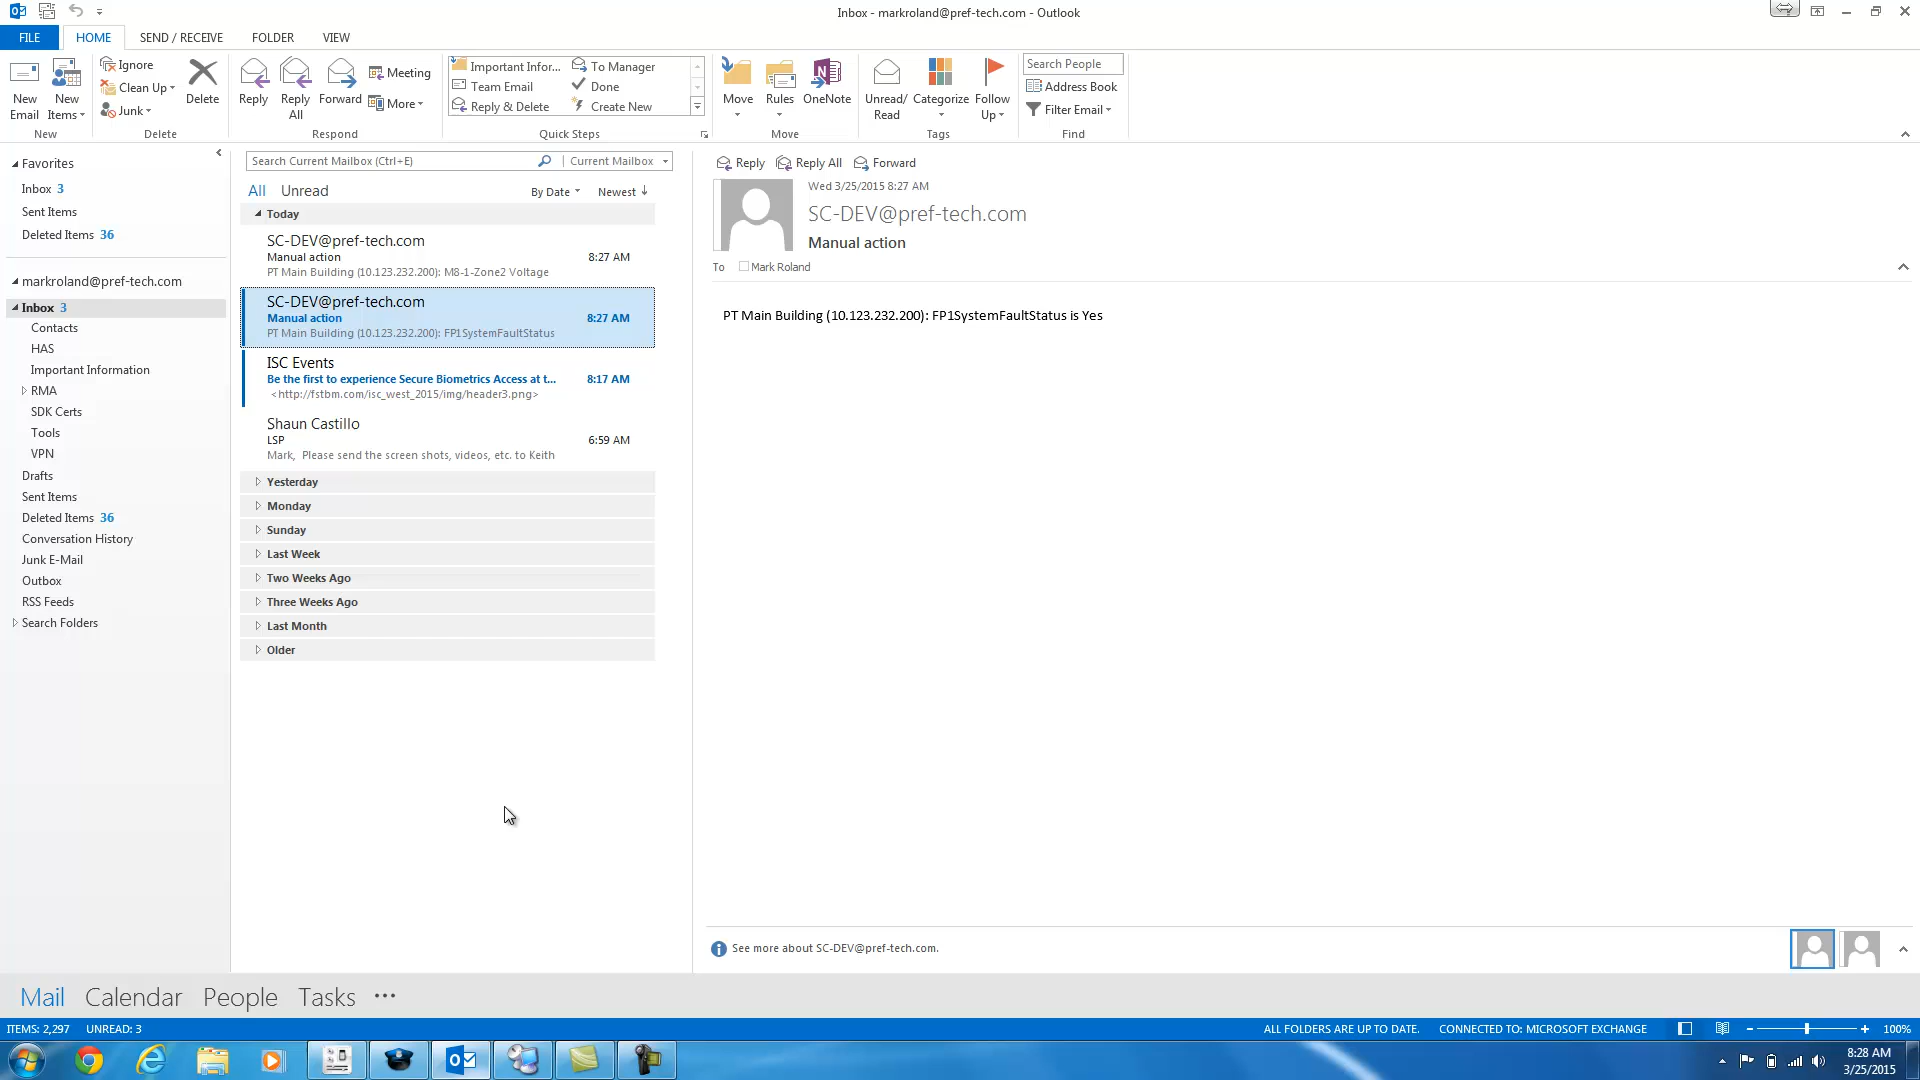 Inbox - markroland@pref-tech.com - Outlook
FILE HOME SEND / RECEIVE FOLDER VIEW
New Email
New Items
New
Ignore
Clean Up
Junk
Delete
Delete
Reply
Reply All
Forward
Meeting
More
Respond
Important Infor...
Team Email
Reply & Delete
To Manager
Done
Create New
Quick Steps
Move
Rules
OneNote
Move
Unread/ Read
Categorize
Follow Up
Tags
Search People
Address Book
Filter Email
Find
Favorites
Inbox 3
Sent Items
Deleted Items 36
markroland@pref-tech.com
Inbox 3
Contacts
HAS
Important Information
RMA
SDK Certs
Tools
VPN
Drafts
Sent Items
Deleted Items 36
Conversation History
Junk E-Mail
Outbox
RSS Feeds
Search Folders
Search Current Mailbox (Ctrl+E)
Current Mailbox
All Unread
By Date Newest
Today
SC-DEV@pref-tech.com
Manual action 8:27 AM
PT Main Building (10.123.232.200): M8-1-Zone2 Voltage
SC-DEV@pref-tech.com
Manual action 8:27 AM
PT Main Building (10.123.232.200): FP1SystemFaultStatus
ISC Events
Be the first to experience Secure Biometrics Access at t... 8:17 AM
<http://fstbm.com/isc_west_2015/img/header3.png>
Shaun Castillo
LSP 6:59 AM
Mark, Please send the screen shots, videos, etc. to Keith
Yesterday
Monday
Sunday
Last Week
Two Weeks Ago
Three Weeks Ago
Last Month
Older
Reply Reply All Forward
Wed 3/25/2015 8:27 AM
SC-DEV@pref-tech.com
Manual action
To Mark Roland
PT Main Building (10.123.232.200): FP1SystemFaultStatus is Yes
See more about SC-DEV@pref-tech.com.
Mail Calendar People Tasks ...
ITEMS: 2,297 UNREAD: 3
ALL FOLDERS ARE UP TO DATE. CONNECTED TO: MICROSOFT EXCHANGE
100%
8:28 AM
3/25/2015